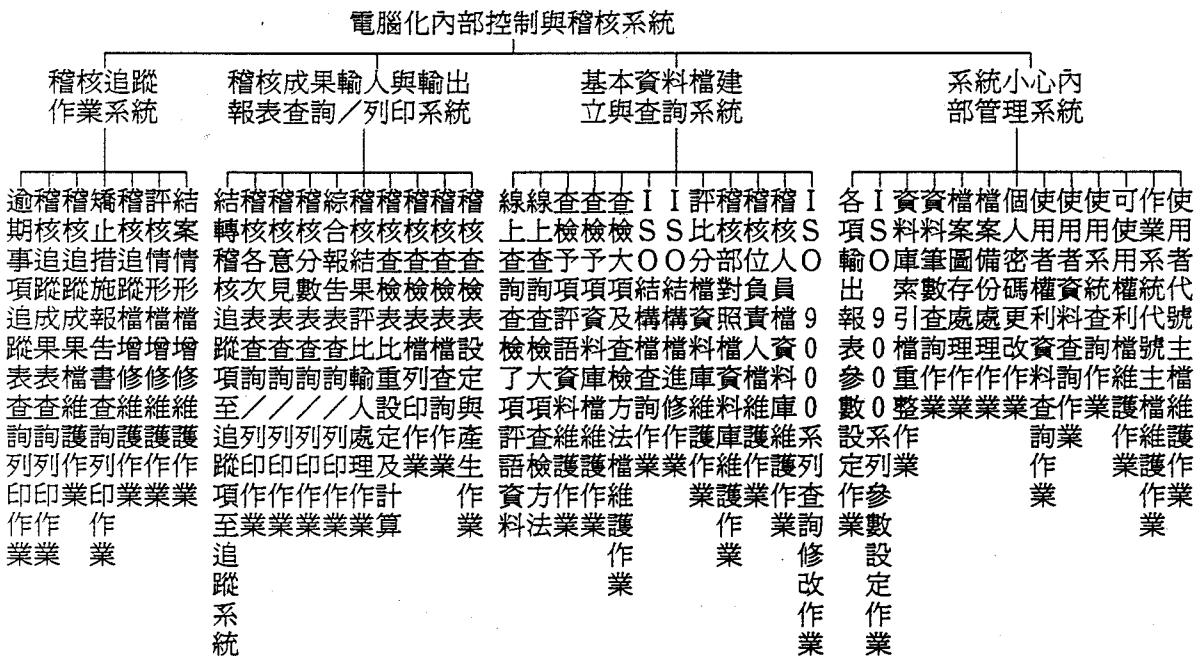 電腦化內部控制與稽核系統
稽核追蹤
作業系統
稽核成果輸人與輸出
報表查詢／列印系統
基本資料檔建
立與查詢系統
系統小心內
部管理系統
逾期事項追蹤表查詢列印作業
稽核追蹤成果表查詢列印作業
稽核追蹤成果檔維護作業
矯止措施報告書查詢列印作業
稽核追蹤檔增修維護作業
評核情形檔增修維護作業
結案情形檔增修維護作業
結轉稽核追蹤項至追蹤項至追蹤系統
稽核各次表查詢／列印作業
稽核意見表查詢／列印作業
稽核分數表查詢／列印作業
綜合報告表查詢／列印作業
稽核結果評比輸人處理作業
稽核查檢表比重設定及計算
稽核查檢表檔列印作業
稽核查檢表檔查詢作業
稽核查檢表設定與產生作業
線上查詢查檢了項評語資料
線上查詢查檢大項查檢方法
查檢予項評語資料維護作業
查檢予項資料庫檔維護作業
查檢大項及查檢方法檔維護作業
ISO結構檔查詢作業
ISO結構檔進修作業
評比分檔資料庫維護作業
稽核部對照檔資料庫維護作業
稽核位負責人檔維護作業
稽核人員檔資料庫維護作業
ISO 9000系列查詢修改作業
各項輸出報表參數設定作業
ISO 9000系列參數設定作業
資料庫索引檔重整作業
資料筆數查詢作業
檔案圖存處理作業
檔案備份處理作業
個人密碼更改作業
使用者權利資料查詢作業
使用者資料查詢作業
使用系統查詢作業
可使用權利檔維護作業
作業系統代號主檔維護作業
使用者代號主檔維護作業